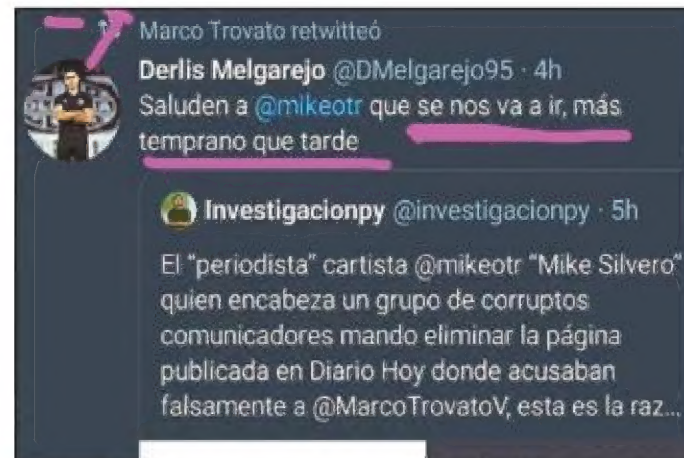 Marco Trovato retwitteó
Derlis Melgarejo @DMelgarejo95 · 4h
Saluden a @mikeotr que se nos va a ir, más
temprano que tarde
Investigacionpy @investigacionpy · 5h
El "periodista" cartista @mikeotr "Mike Silvero"
quien encabeza un grupo de corruptos
comunicadores mando eliminar la página
publicada en Diario Hoy donde acusaban
falsamente a @MarcoTrovatoV, esta es la raz...